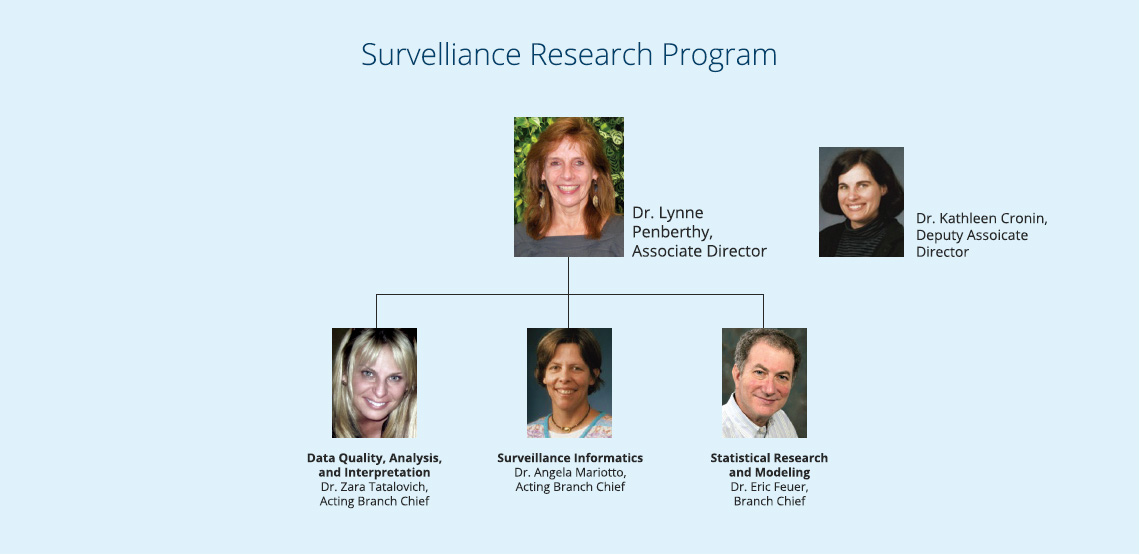 Survelliance Research Program
Dr. Lynne
Penberthy,
Associate Director
Dr. Kathleen Cronin,
Deputy Assoicate
Director
Data Quality, Analysis,
and Interpretation
Dr. Zara Tatalovich,
Acting Branch Chief
Surveillance Informatics
Dr. Angela Mariotto,
Acting Branch Chief
Statistical Research
and Modeling
Dr. Eric Feuer,
Branch Chief